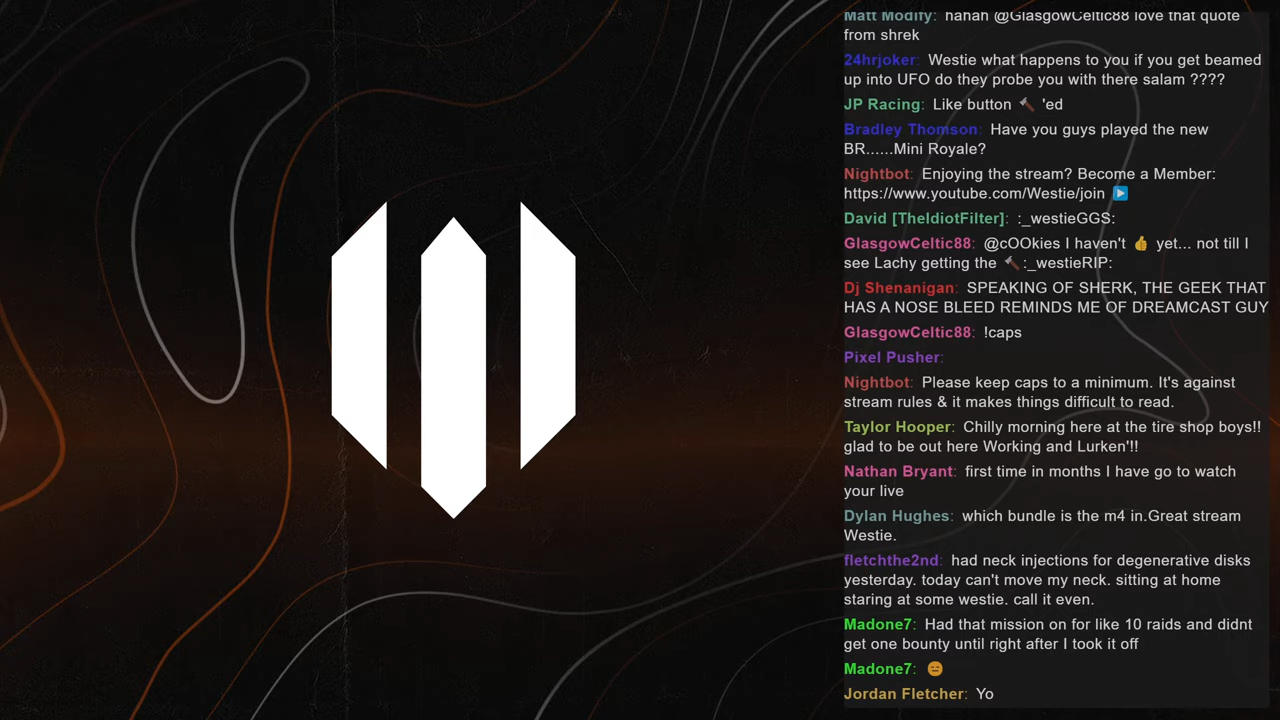 Matt Modify: hahah @GlasgowCeltic88 love that quote
from shrek
24hrjoker: Westie what happens to you if you get beamed
up into UFO do they probe you with there salam ????
JP Racing: Like button 🔨 'ed
Bradley Thomson: Have you guys played the new
BR......Mini Royale?
Nightbot: Enjoying the stream? Become a Member:
https://www.youtube.com/Westie/join ▶️
David [TheIdiotFilter]: :_westieGGS:
GlasgowCeltic88: @cOOkies I haven't 👍 yet... not till I
see Lachy getting the 🔨 :_westieRIP:
Dj Shenanigan: SPEAKING OF SHERK, THE GEEK THAT
HAS A NOSE BLEED REMINDS ME OF DREAMCAST GUY
GlasgowCeltic88: !caps
Pixel Pusher:
Nightbot: Please keep caps to a minimum. It's against
stream rules & it makes things difficult to read.
Taylor Hooper: Chilly morning here at the tire shop boys!!
glad to be out here Working and Lurken'!!
Nathan Bryant: first time in months I have go to watch
your live
Dylan Hughes: which bundle is the m4 in.Great stream
Westie.
fletchthe2nd: had neck injections for degenerative disks
yesterday. today can't move my neck. sitting at home
staring at some westie. call it even.
Madone7: Had that mission on for like 10 raids and didnt
get one bounty until right after I took it off
Madone7: 😑
Jordan Fletcher: Yo